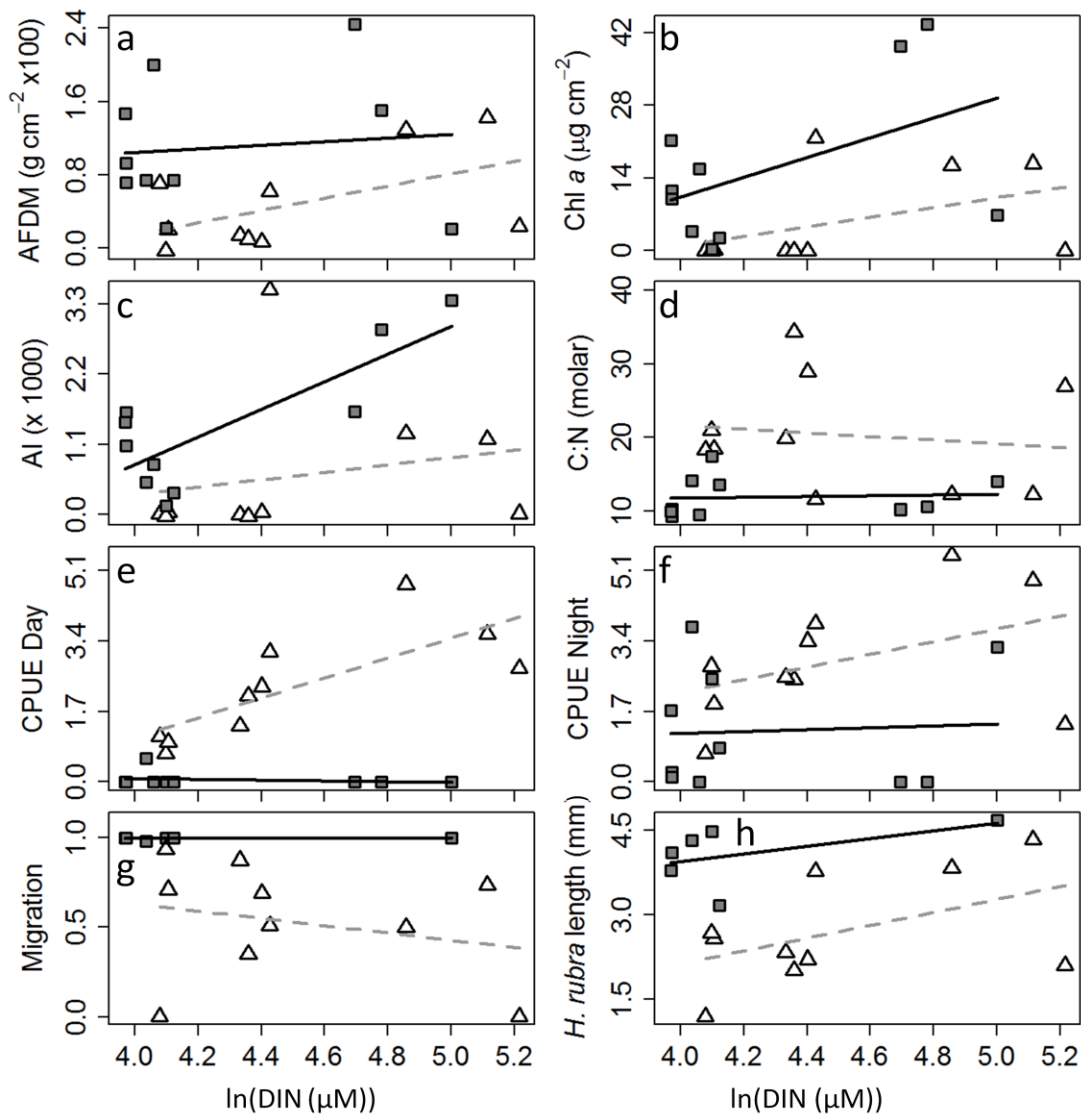 a
AFDM (g cm⁻² x100)
0.0 0.8 1.6 2.4
b
Chl a (µg cm⁻²)
0 14 28 42
c
AI (x 1000)
0.0 1.1 2.2 3.3
d
C:N (molar)
10 20 30 40
e
CPUE Day
0.0 1.7 3.4 5.1
f
CPUE Night
0.0 1.7 3.4 5.1
g
Migration
0.0 0.5 1.0
h
H. rubra length (mm)
1.5 3.0 4.5
4.0 4.2 4.4 4.6 4.8 5.0 5.2
4.0 4.2 4.4 4.6 4.8 5.0 5.2
ln(DIN (µM))
ln(DIN (µM))